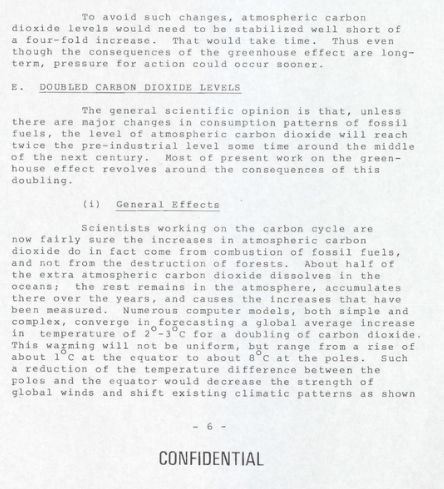 To avoid such changes, atmospheric carbon
dioxide levels would need to be stabilized well short of
a four-fold increase. That would take time. Thus even
though the consequences of the greenhouse effect are long-
term, pressure for action could occur sooner.
E. DOUBLED CARBON DIOXIDE LEVELS
The general scientific opinion is that, unless
there are major changes in consumption patterns of fossil
fuels, the level of atmospheric carbon dioxide will reach
twice the pre-industrial level some time around the middle
of the next century. Most of present work on the green-
house effect revolves around the consequences of this
doubling.
(i) General Effects
Scientists working on the carbon cycle are
now fairly sure the increases in atmospheric carbon
dioxide do in fact come from combustion of fossil fuels,
and not from the destruction of forests. About half of
the extra atmospheric carbon dioxide dissolves in the
oceans; the rest remains in the atmosphere, accumulates
there over the years, and causes the increases that have
been measured. Numerous computer models, both simple and
complex, converge in forecasting a global average increase
in temperature of 2°-3°C for a doubling of carbon dioxide.
This warming will not be uniform, but range from a rise of
about 1°C at the equator to about 8°C at the poles. Such
a reduction of the temperature difference between the
poles and the equator would decrease the strength of
global winds and shift existing climatic patterns as shown
- 6 -
CONFIDENTIAL